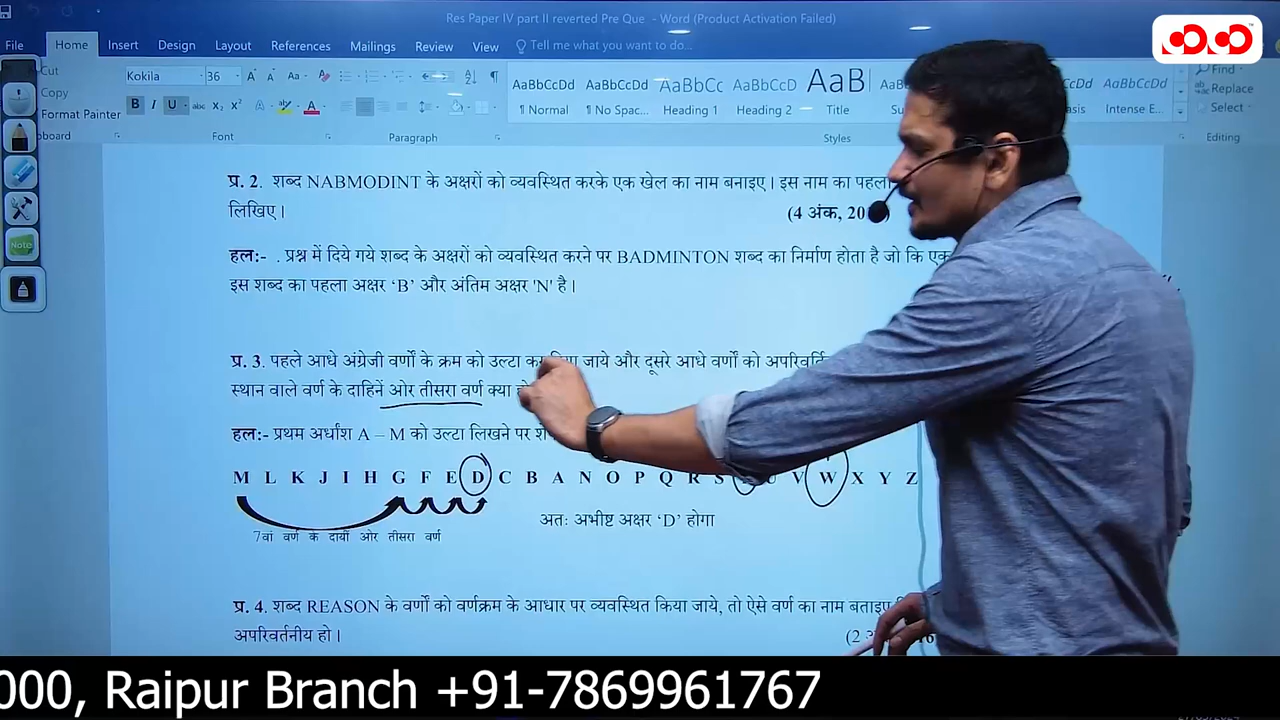 Res Paper IV part II reverted Pre Que - Word (Product Activation Failed)
File Home Insert Design Layout References Mailings Review View Tell me what you want to do...
Cut
Copy
Format Painter
Kokila 36
AaBbCcDd AaBbCcDd AaBbCc AaBbCcD AaB
¶ Normal ¶ No Spac... Heading 1 Heading 2 Title
AaBbCcDd
Intense E...
Find
Replace
Select
Font Paragraph Styles Editing
Note
प्र. 2. शब्द NABMODINT के अक्षरों को व्यवस्थित करके एक खेल का नाम बनाइए। इस नाम का पहला
लिखिए। (4 अंक, 20
हल:- . प्रश्न में दिये गये शब्द के अक्षरों को व्यवस्थित करने पर BADMINTON शब्द का निर्माण होता है जो कि एक
इस शब्द का पहला अक्षर ‘B’ और अंतिम अक्षर 'N' है।
प्र. 3. पहले आधे अंग्रेजी वर्णों के क्रम को उल्टा कर जाये और दूसरे आधे वर्णों को
स्थान वाले वर्ण के दाहिनें ओर तीसरा वर्ण क्या
हल:- प्रथम अर्धांश A – M को उल्टा लिखने पर
M L K J I H G F E D C B A N O P Q R S U V W X Y Z
7वां वर्ण के दायीं ओर तीसरा वर्ण
अतः अभीष्ट अक्षर ‘D’ होगा
प्र. 4. शब्द REASON के वर्णों को वर्णक्रम के आधार पर व्यवस्थित किया जाये, तो ऐसे वर्ण का नाम बताइए
अपरिवर्तनीय हो।
000, Raipur Branch +91-7869961767